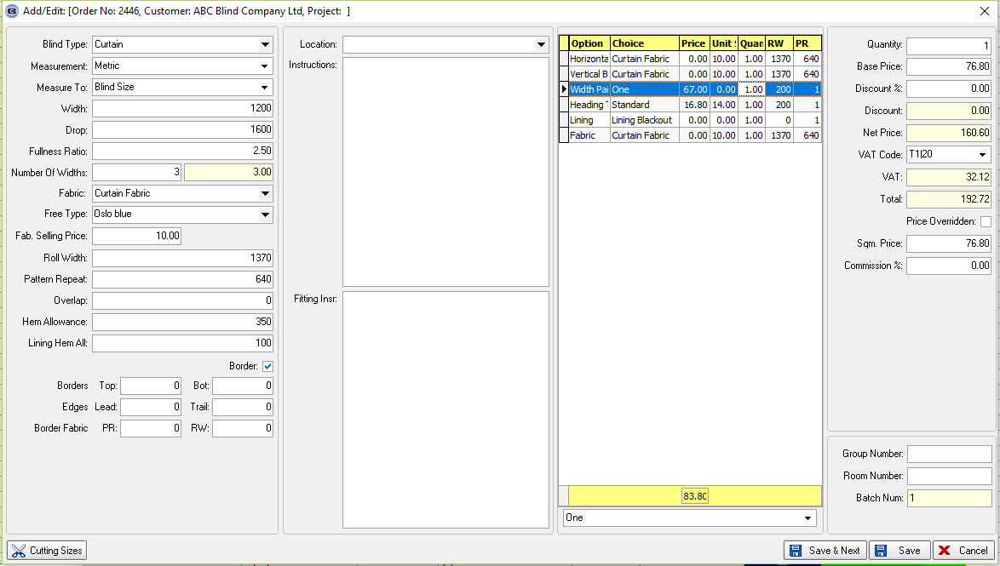 Add/Edit: [Order No: 2446, Customer: ABC Blind Company Ltd, Project: ]
Blind Type: Curtain
Measurement: Metric
Measure To: Blind Size
Width: 1200
Drop: 1600
Fullness Ratio: 2.50
Number Of Widths: 3 3.00
Fabric: Curtain Fabric
Free Type: Oslo blue
Fab. Selling Price: 10.00
Roll Width: 1370
Pattern Repeat: 640
Overlap: 0
Hem Allowance: 350
Lining Hem All: 100
Border:
Borders Top: 0 Bot: 0
Edges Lead: 0 Trail: 0
Border Fabric PR: 0 RW: 0
Cutting Sizes
Location:
Instructions:
Fitting Insr:
Option Choice Price Unit : Quan RW PR
Horizonta Curtain Fabric 0.00 10.00 1.00 1370 640
Vertical B Curtain Fabric 0.00 10.00 1.00 1370 640
Width Pai One 67.00 0.00 1.00 200 1
Heading T Standard 16.80 14.00 1.00 200 1
Lining Lining Blackout 0.00 0.00 1.00 0 1
Fabric Curtain Fabric 0.00 10.00 1.00 1370 640
83.80
One
Quantity: 1
Base Price: 76.80
Discount %: 0.00
Discount: 0.00
Net Price: 160.60
VAT Code: T1|20
VAT: 32.12
Total: 192.72
Price Overridden:
Sqm. Price: 76.80
Commission %: 0.00
Group Number:
Room Number:
Batch Num: 1
Save & Next Save Cancel